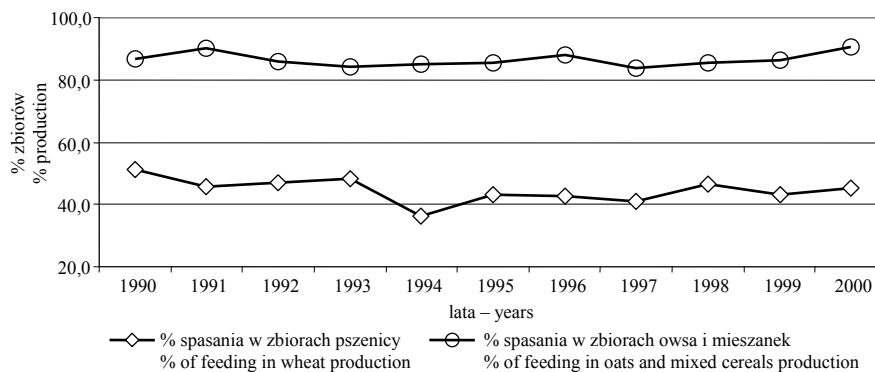 100,0
80,0
60,0
40,0
20,0
% zbiorów
% production
1990 1991 1992 1993 1994 1995 1996 1997 1998 1999 2000
lata – years
% spasania w zbiorach pszenicy
% of feeding in wheat production
% spasania w zbiorach owsa i mieszanek
% of feeding in oats and mixed cereals production